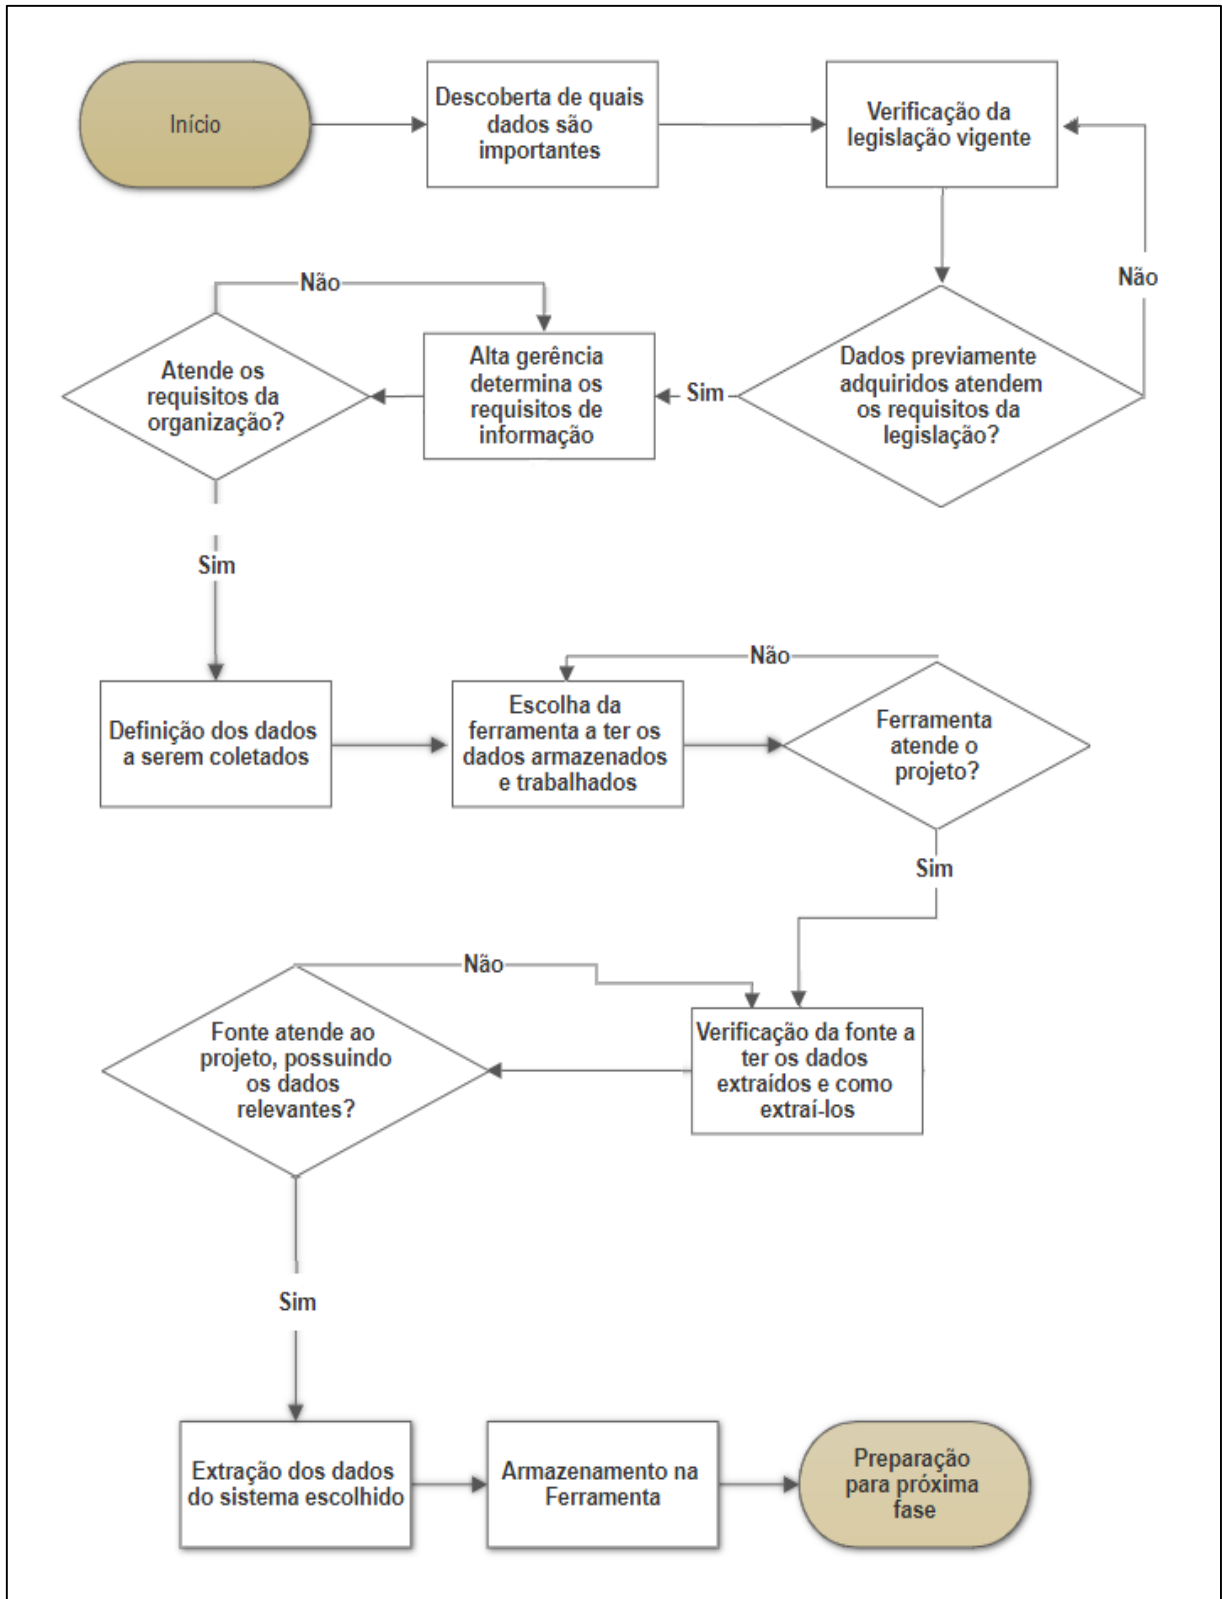 Início
Descoberta de quais
dados são
importantes
Verificação da
legislação vigente
Não
Dados previamente
adquiridos atendem
os requisitos da
legislação?
Sim
Alta gerência
determina os
requisitos de
informação
Não
Atende os
requisitos da
organização?
Sim
Definição dos dados
a serem coletados
Escolha da
ferramenta a ter os
dados armazenados
e trabalhados
Não
Ferramenta
atende o
projeto?
Sim
Verificação da fonte a
ter os dados
extraídos e como
extraí-los
Não
Fonte atende ao
projeto, possuindo
os dados
relevantes?
Sim
Extração dos dados
do sistema escolhido
Armazenamento na
Ferramenta
Preparação
para próxima
fase